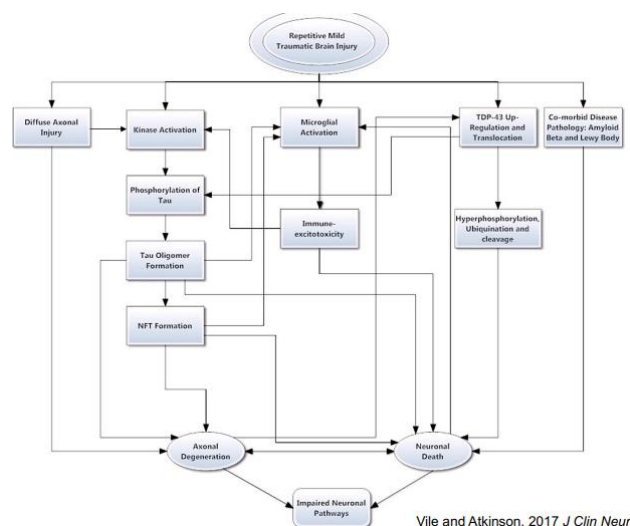 Repetitive Mild
Traumatic Brain Injury
Diffuse Axonal
Injury
Kinase Activation
Microglial
Activation
TDP-43 Up-
Regulation and
Translocation
Co-morbid Disease
Pathology: Amyloid
Beta and Lewy Body
Phosphorylation of
Tau
Immune-
excitotoxicity
Hyperphosphorylation,
Ubiquination and
cleavage
Tau Oligomer
Formation
NFT Formation
Axonal
Degeneration
Neuronal
Death
Impaired Neuronal
Pathways
Vile and Atkinson, 2017 J Clin Neur